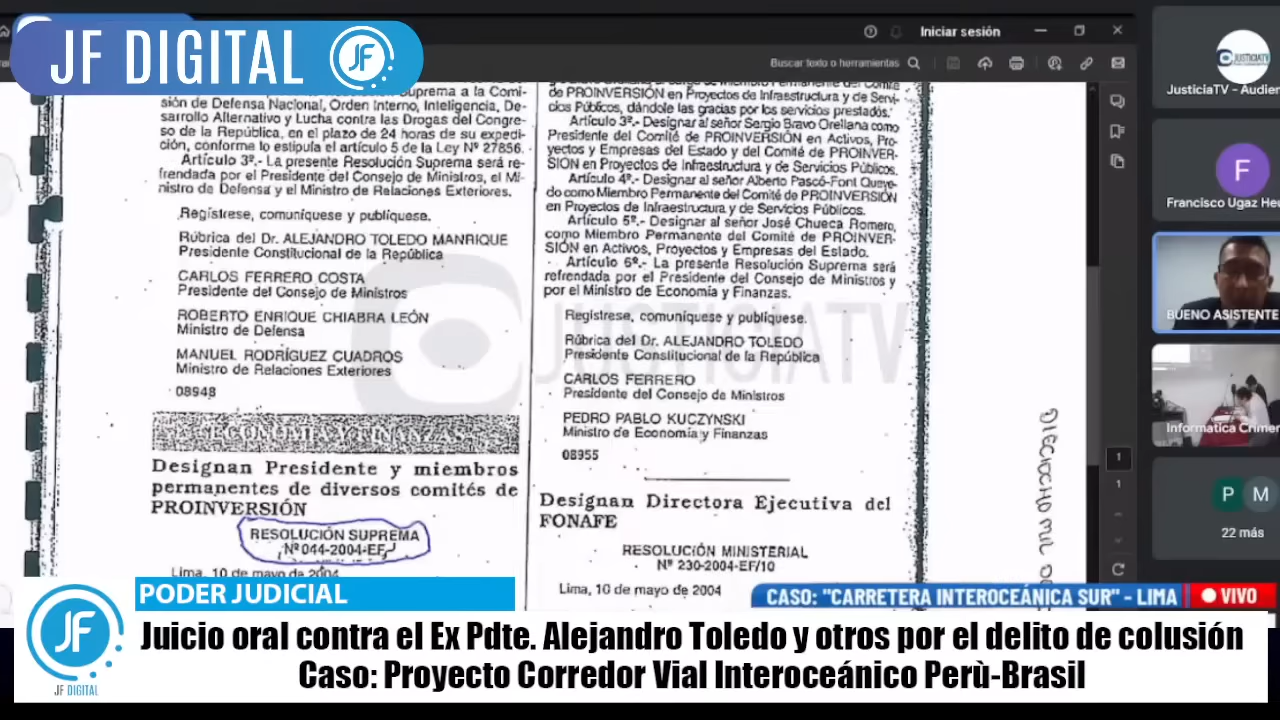 JF DIGITAL
JF
Iniciar sesión
Buscar texto o herramientas
Suprema a la Comi-
sión de Defensa Nacional, Orden Interno, Inteligencia, De-
sarrollo Alternativo y Lucha contra las Drogas del Congre-
so de la República, en el plazo de 24 horas de su expedi-
ción, conforme lo estipula el artículo 5 de la Ley Nº 27856.
Artículo 3º.- La presente Resolución Suprema será re-
frendada por el Presidente del Consejo de Ministros, el Mi-
nistro de Defensa y el Ministro de Relaciones Exteriores.
Regístrese, comuníquese y publíquese.
Rúbrica del Dr. ALEJANDRO TOLEDO MANRIQUE
Presidente Constitucional de la República
CARLOS FERRERO COSTA
Presidente del Consejo de Ministros
ROBERTO ENRIQUE CHIABRA LEÓN
Ministro de Defensa
MANUEL RODRÍGUEZ CUADROS
Ministro de Relaciones Exteriores
08948
ECONOMÍA Y FINANZAS
Designan Presidente y miembros
permanentes de diversos comités de
PROINVERSIÓN
RESOLUCIÓN SUPREMA
Nº 044-2004-EF
Lima, 10 de mayo de 2004
de PROINVERSIÓN en Proyectos de Infraestructura y de Servi-
cios Públicos, dándole las gracias por los servicios prestados.
Artículo 3º.- Designar al señor Sergio Bravo Orellana como
Presidente del Comité de PROINVERSIÓN en Activos, Pro-
yectos y Empresas del Estado y del Comité de PROINVER-
SIÓN en Proyectos de Infraestructura y de Servicios Públicos.
Artículo 4º.- Designar al señor Alberto Pascó-Font Queve-
do como Miembro Permanente del Comité de PROINVERSIÓN
en Proyectos de Infraestructura y de Servicios Públicos.
Artículo 5º.- Designar al señor José Chueca Romero,
como Miembro Permanente del Comité de PROINVER-
SIÓN en Activos, Proyectos y Empresas del Estado.
Artículo 6º.- La presente Resolución Suprema será
refrendada por el Presidente del Consejo de Ministros y
por el Ministro de Economía y Finanzas.
Regístrese, comuníquese y publíquese.
Rúbrica del Dr. ALEJANDRO TOLEDO
Presidente Constitucional de la República
CARLOS FERRERO
Presidente del Consejo de Ministros
PEDRO PABLO KUCZYNSKI
Ministro de Economía y Finanzas
08955
Designan Directora Ejecutiva del
FONAFE
RESOLUCIÓN MINISTERIAL
Nº 230-2004-EF/10
Lima, 10 de mayo 2004
JUSTICIATV
DIECIOCHO MIL
1
1
JUSTICIATV
JusticiaTV - Audien
F
Francisco Ugaz Heu
BUENO ASISTENTE
Informatica Crimen
P M
22 más
PODER JUDICIAL
CASO: "CARRETERA INTEROCEÁNICA SUR" - LIMA
VIVO
JF
JF DIGITAL
Juicio oral contra el Ex Pdte. Alejandro Toledo y otros por el delito de colusión
Caso: Proyecto Corredor Vial Interoceánico Perù-Brasil